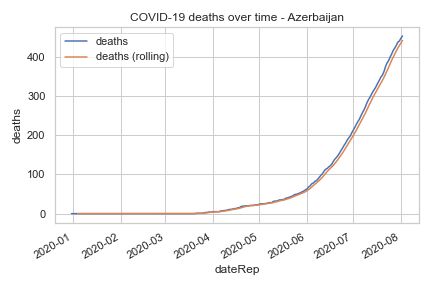 COVID-19 deaths over time - Azerbaijan
deaths
deaths (rolling)
deaths
400
300
200
100
0
2020-01
2020-02
2020-03
2020-04
2020-05
2020-06
2020-07
2020-08
dateRep